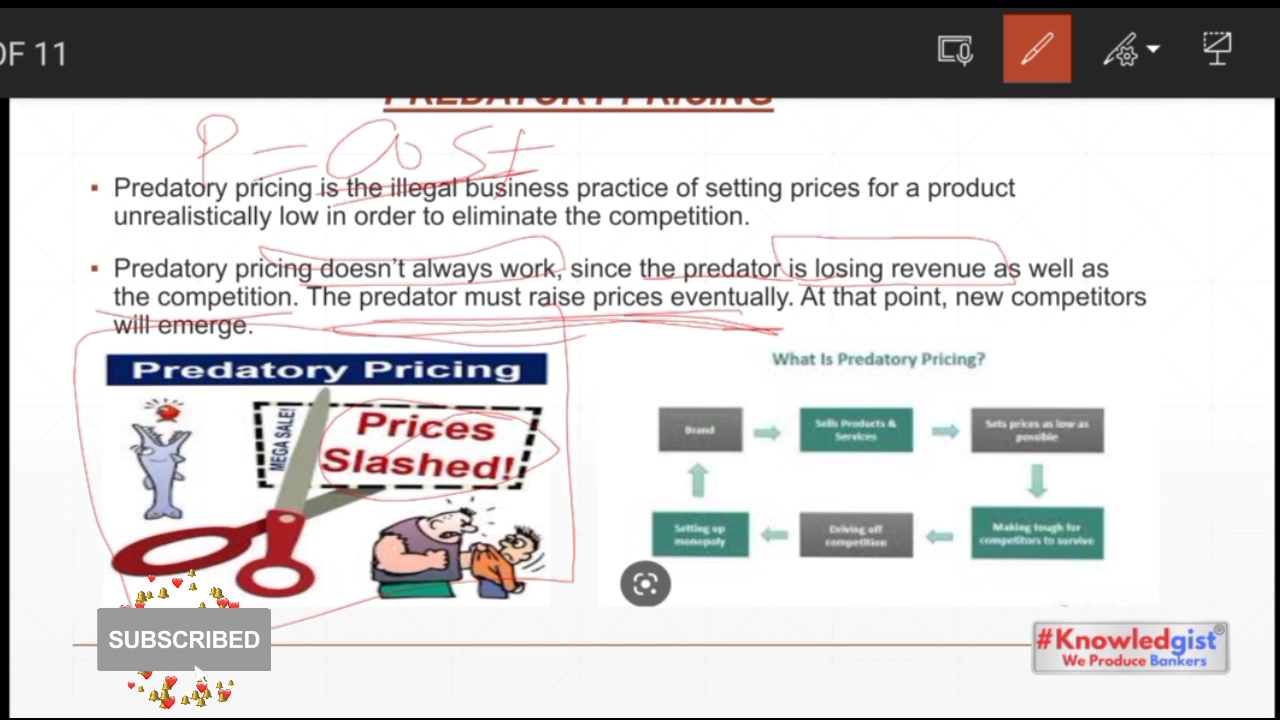 OF 11
PREDATORY PRICING
P = Cost
▪ Predatory pricing is the illegal business practice of setting prices for a product
unrealistically low in order to eliminate the competition.
▪ Predatory pricing doesn't always work, since the predator is losing revenue as well as
the competition. The predator must raise prices eventually. At that point, new competitors
will emerge.
Predatory Pricing
MEGA SALE!
Prices
Slashed!
What Is Predatory Pricing?
Brand
Sells Products &
Services
Sets prices as low as
possible
Setting up
monopoly
Driving off
competition
Making tough for
competitors to survive
SUBSCRIBED
#Knowledgist®
We Produce Bankers